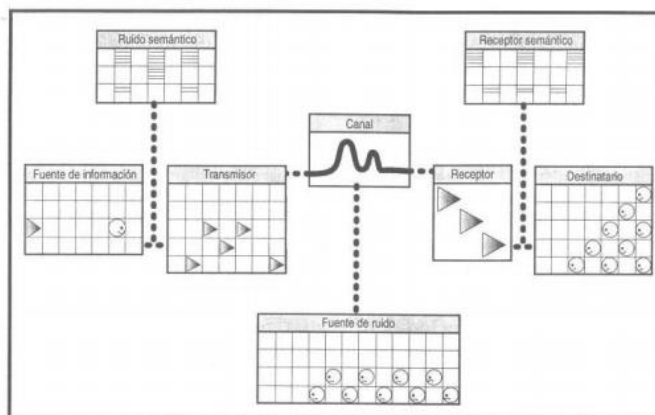 Ruido semántico
Receptor semántico
Canal
Fuente de información
Transmisor
Receptor
Destinatario
Fuente de ruido